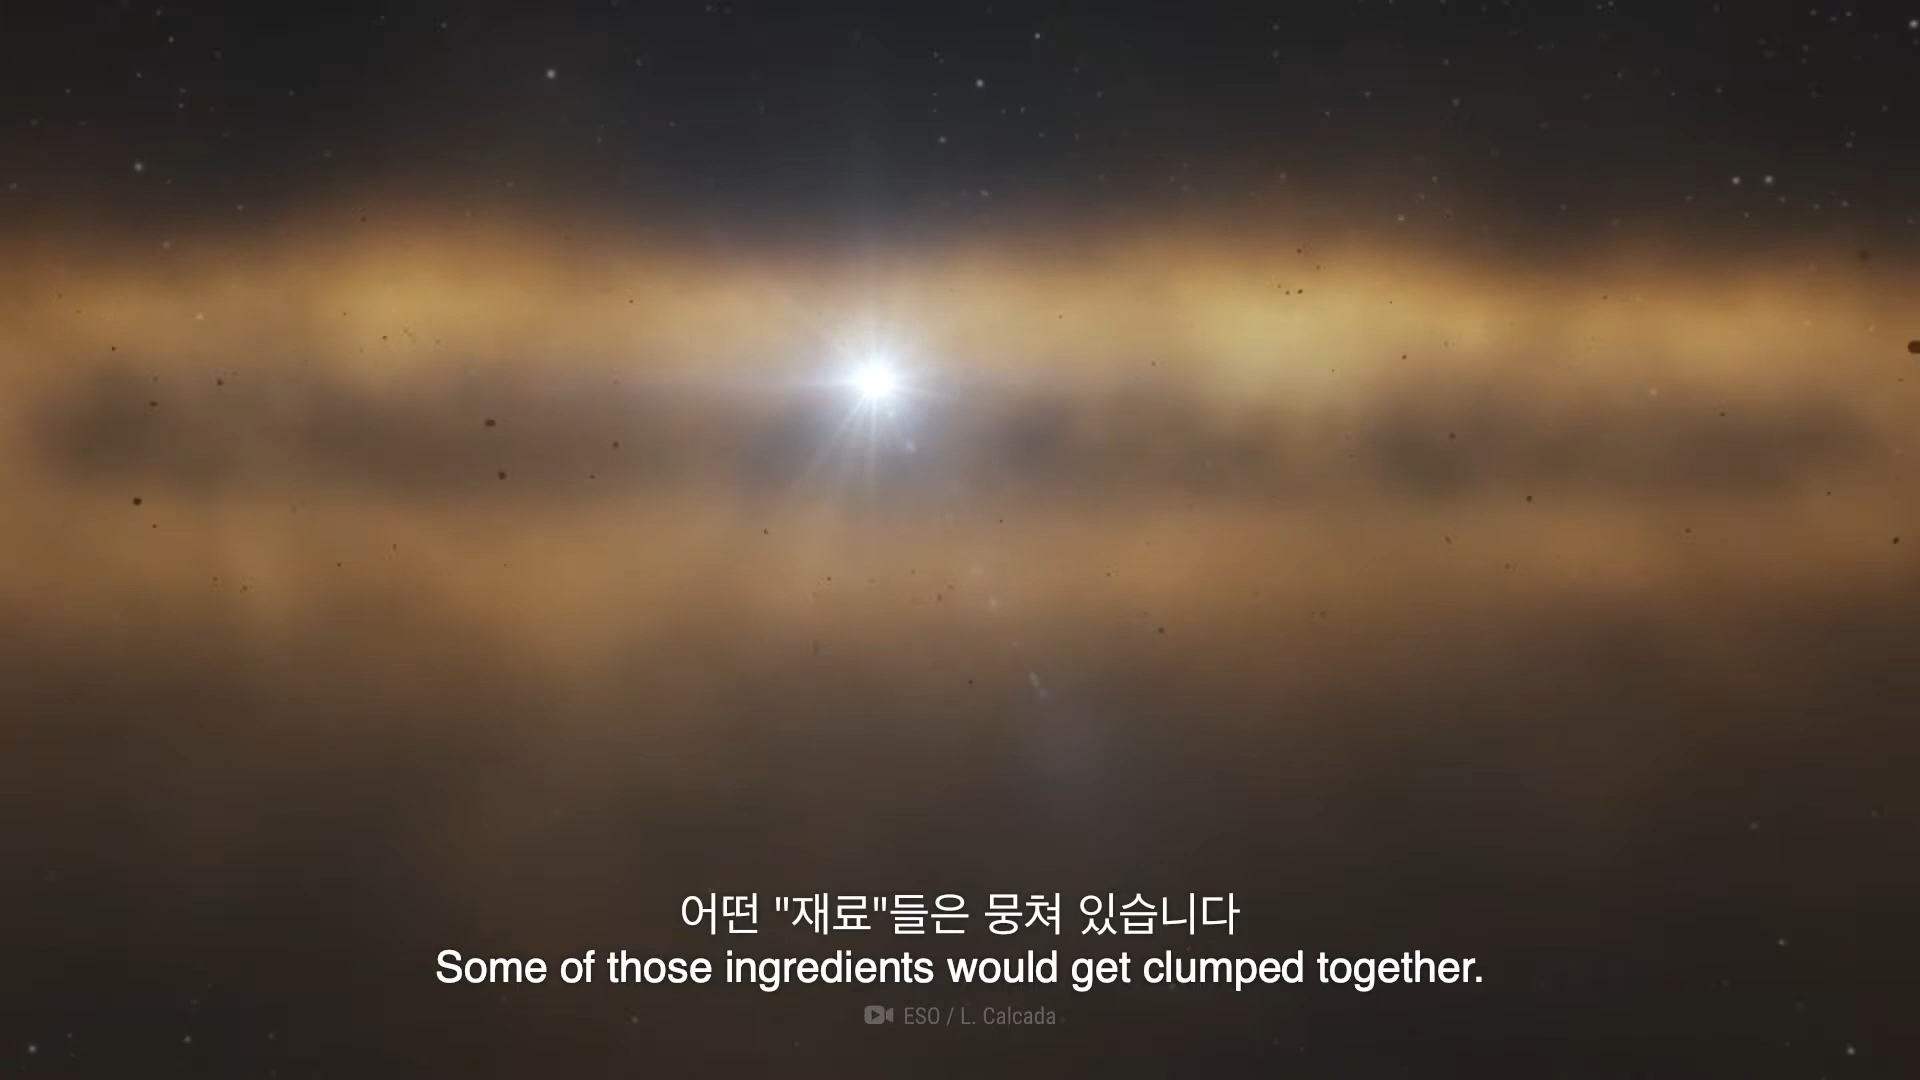 어떤 "재료"들은 뭉쳐 있습니다
Some of those ingredients would get clumped together.
ESO / L. Calcada